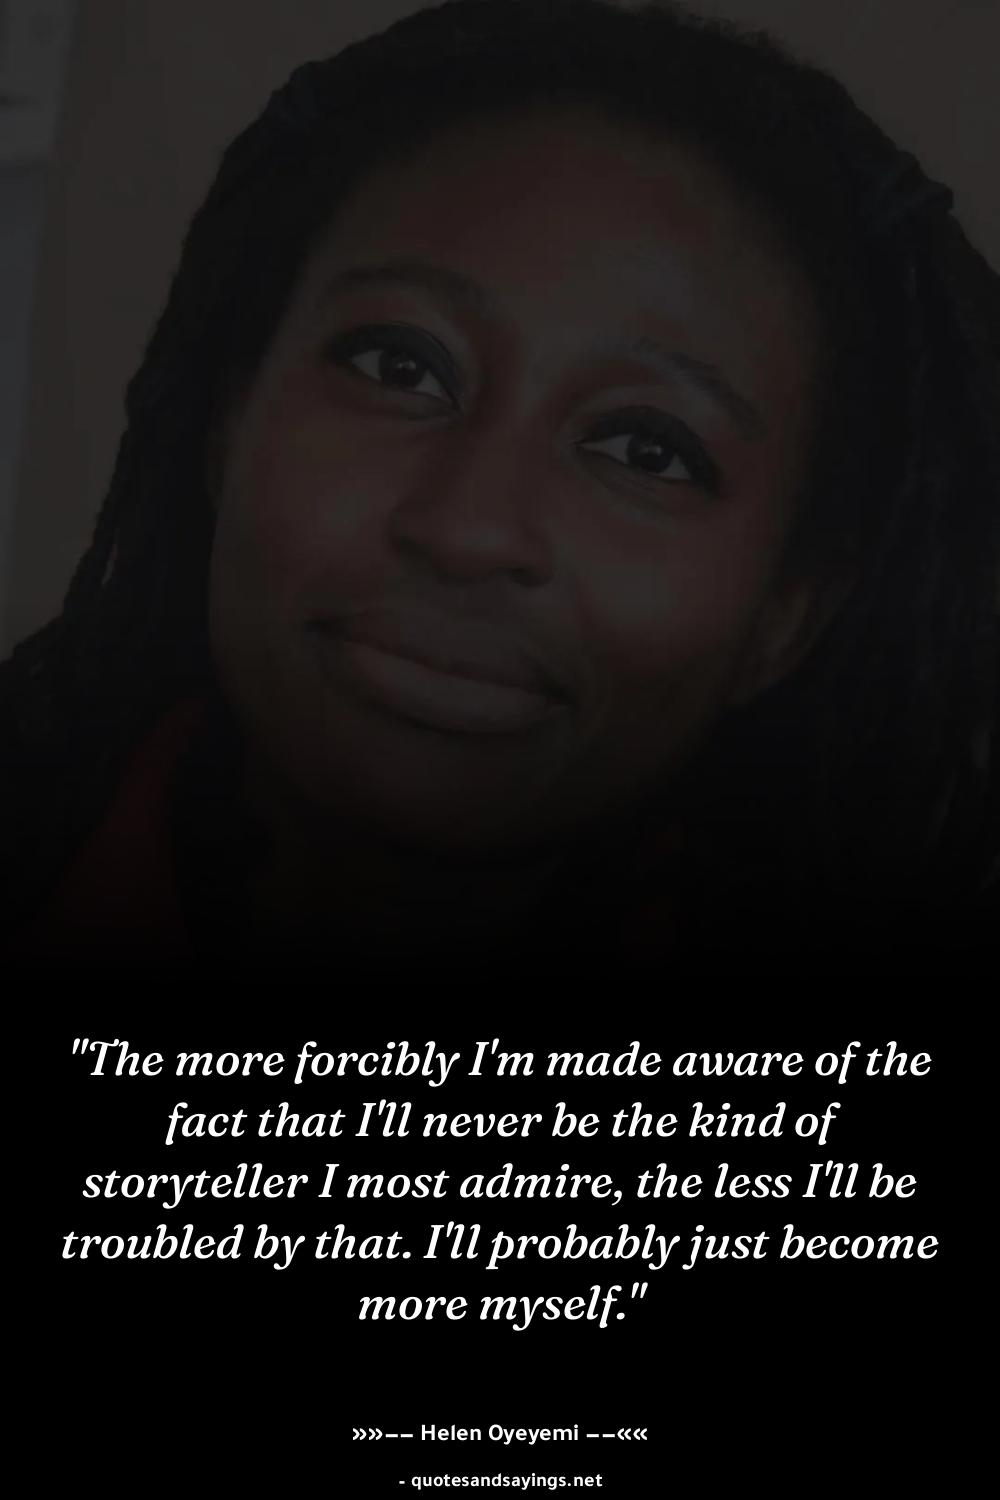 "The more forcibly I'm made aware of the
fact that I'll never be the kind of
storyteller I most admire, the less I'll be
troubled by that. I'll probably just become
more myself."
»»–– Helen Oyeyemi ––««
- quotesandsayings.net